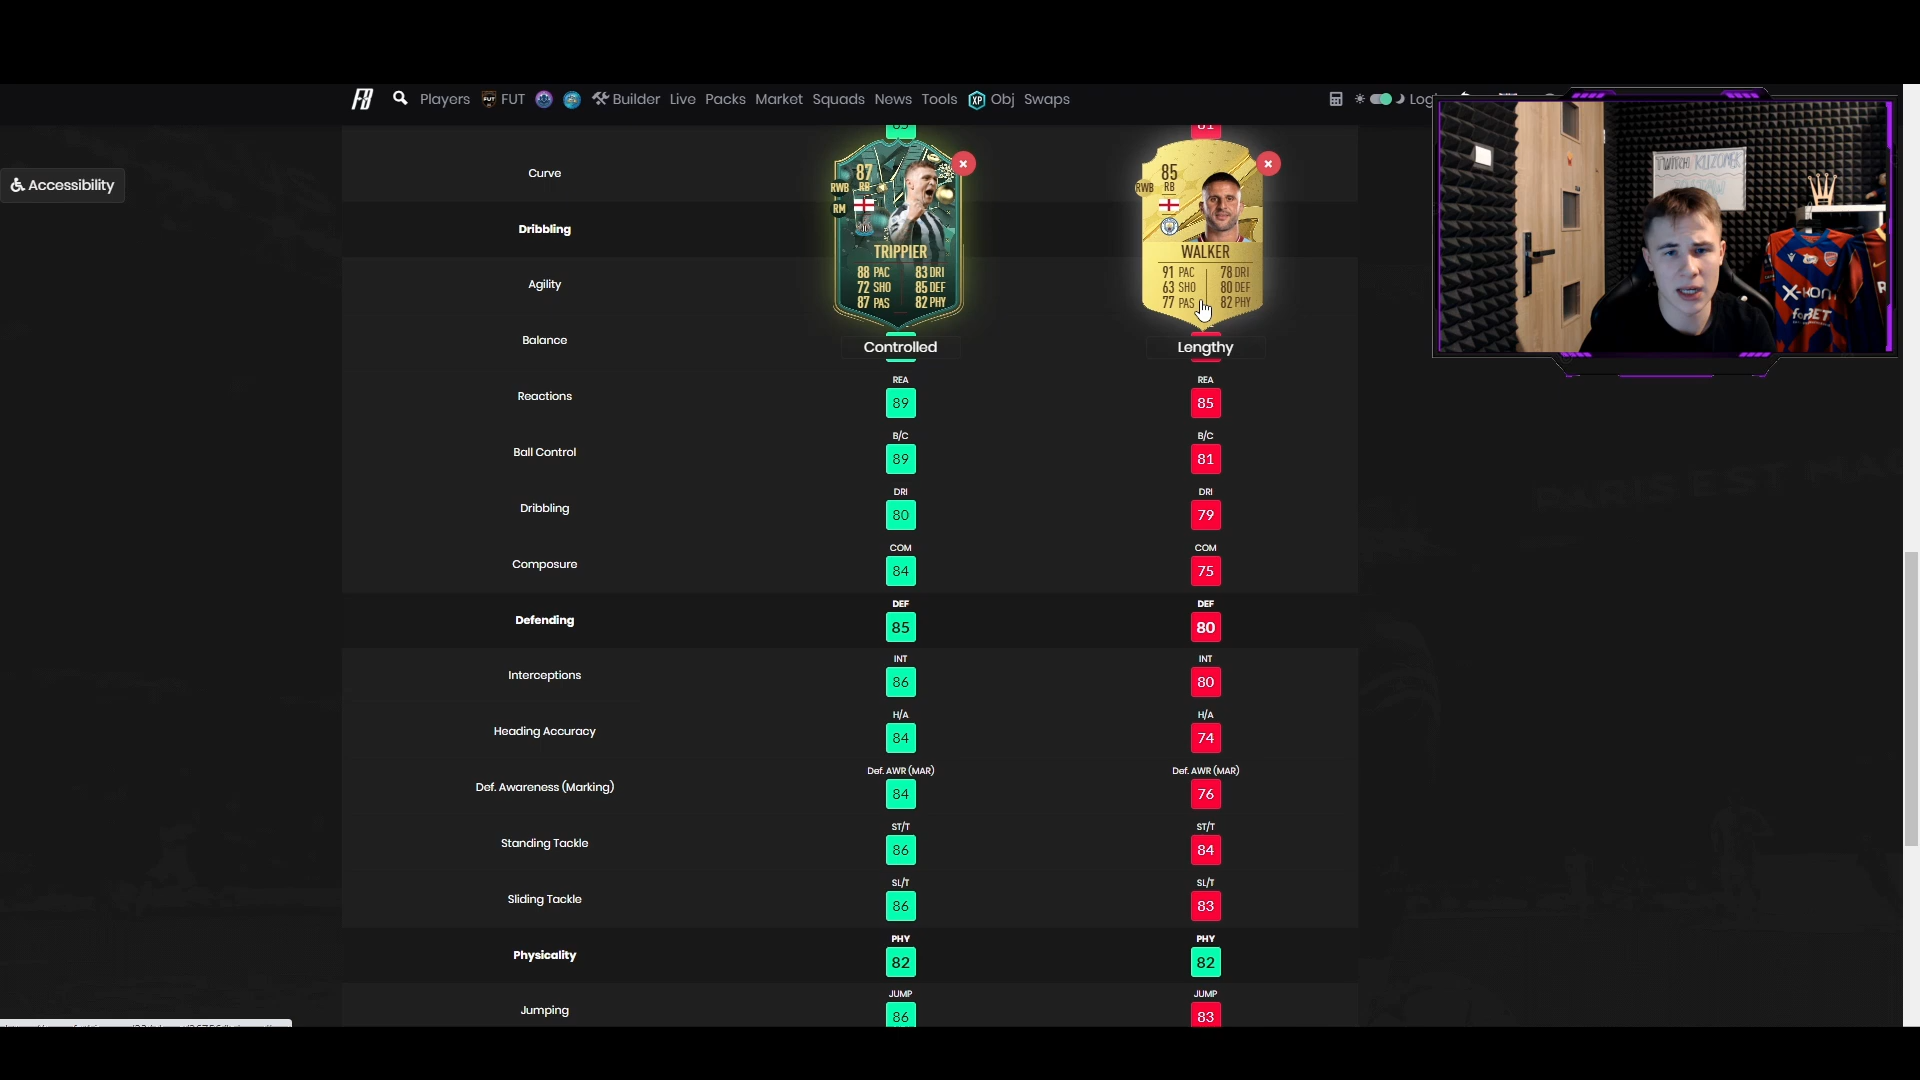 Players FUT Builder Live Packs Market Squads News Tools XP Obj Swaps
Accessibility
Curve
Dribbling
Agility
Balance
87
RB
RWB
RM
TRIPPIER
88 PAC 83 DRI
72 SHO 85 DEF
87 PAS 82 PHY
Controlled
85
RB
RWB
WALKER
91 PAC 78 DRI
63 SHO 80 DEF
77 PAS 82 PHY
Lengthy
REA REA
Reactions 89 85
B/C B/C
Ball Control 89 81
DRI DRI
Dribbling 80 79
COM COM
Composure 84 75
DEF DEF
Defending 85 80
INT INT
Interceptions 86 80
H/A H/A
Heading Accuracy 84 74
Def. AWR (MAR) Def. AWR (MAR)
Def. Awareness (Marking) 84 76
ST/T ST/T
Standing Tackle 86 84
SL/T SL/T
Sliding Tackle 86 83
PHY PHY
Physicality 82 82
JUMP JUMP
Jumping 86 83
X-KOM
forBET
PARIS EST MA